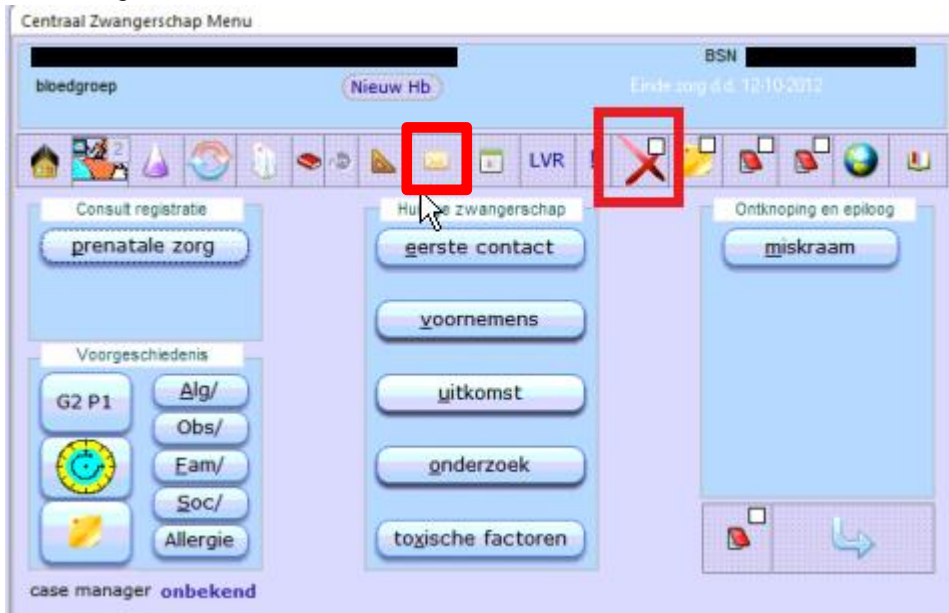 Centraal Zwangerschap Menu
BSN
bloedgroep Nieuw Hb Einde zorg d.d. 12-10-2012
2
LVR
Consult registratie
prenatale zorg
zwangerschap
eerste contact
voornemens
uitkomst
onderzoek
toxische factoren
Ontknoping en epiloog
miskraam
Voorgeschiedenis
G2 P1
Alg/
Obs/
Fam/
Soc/
Allergie
case manager onbekend